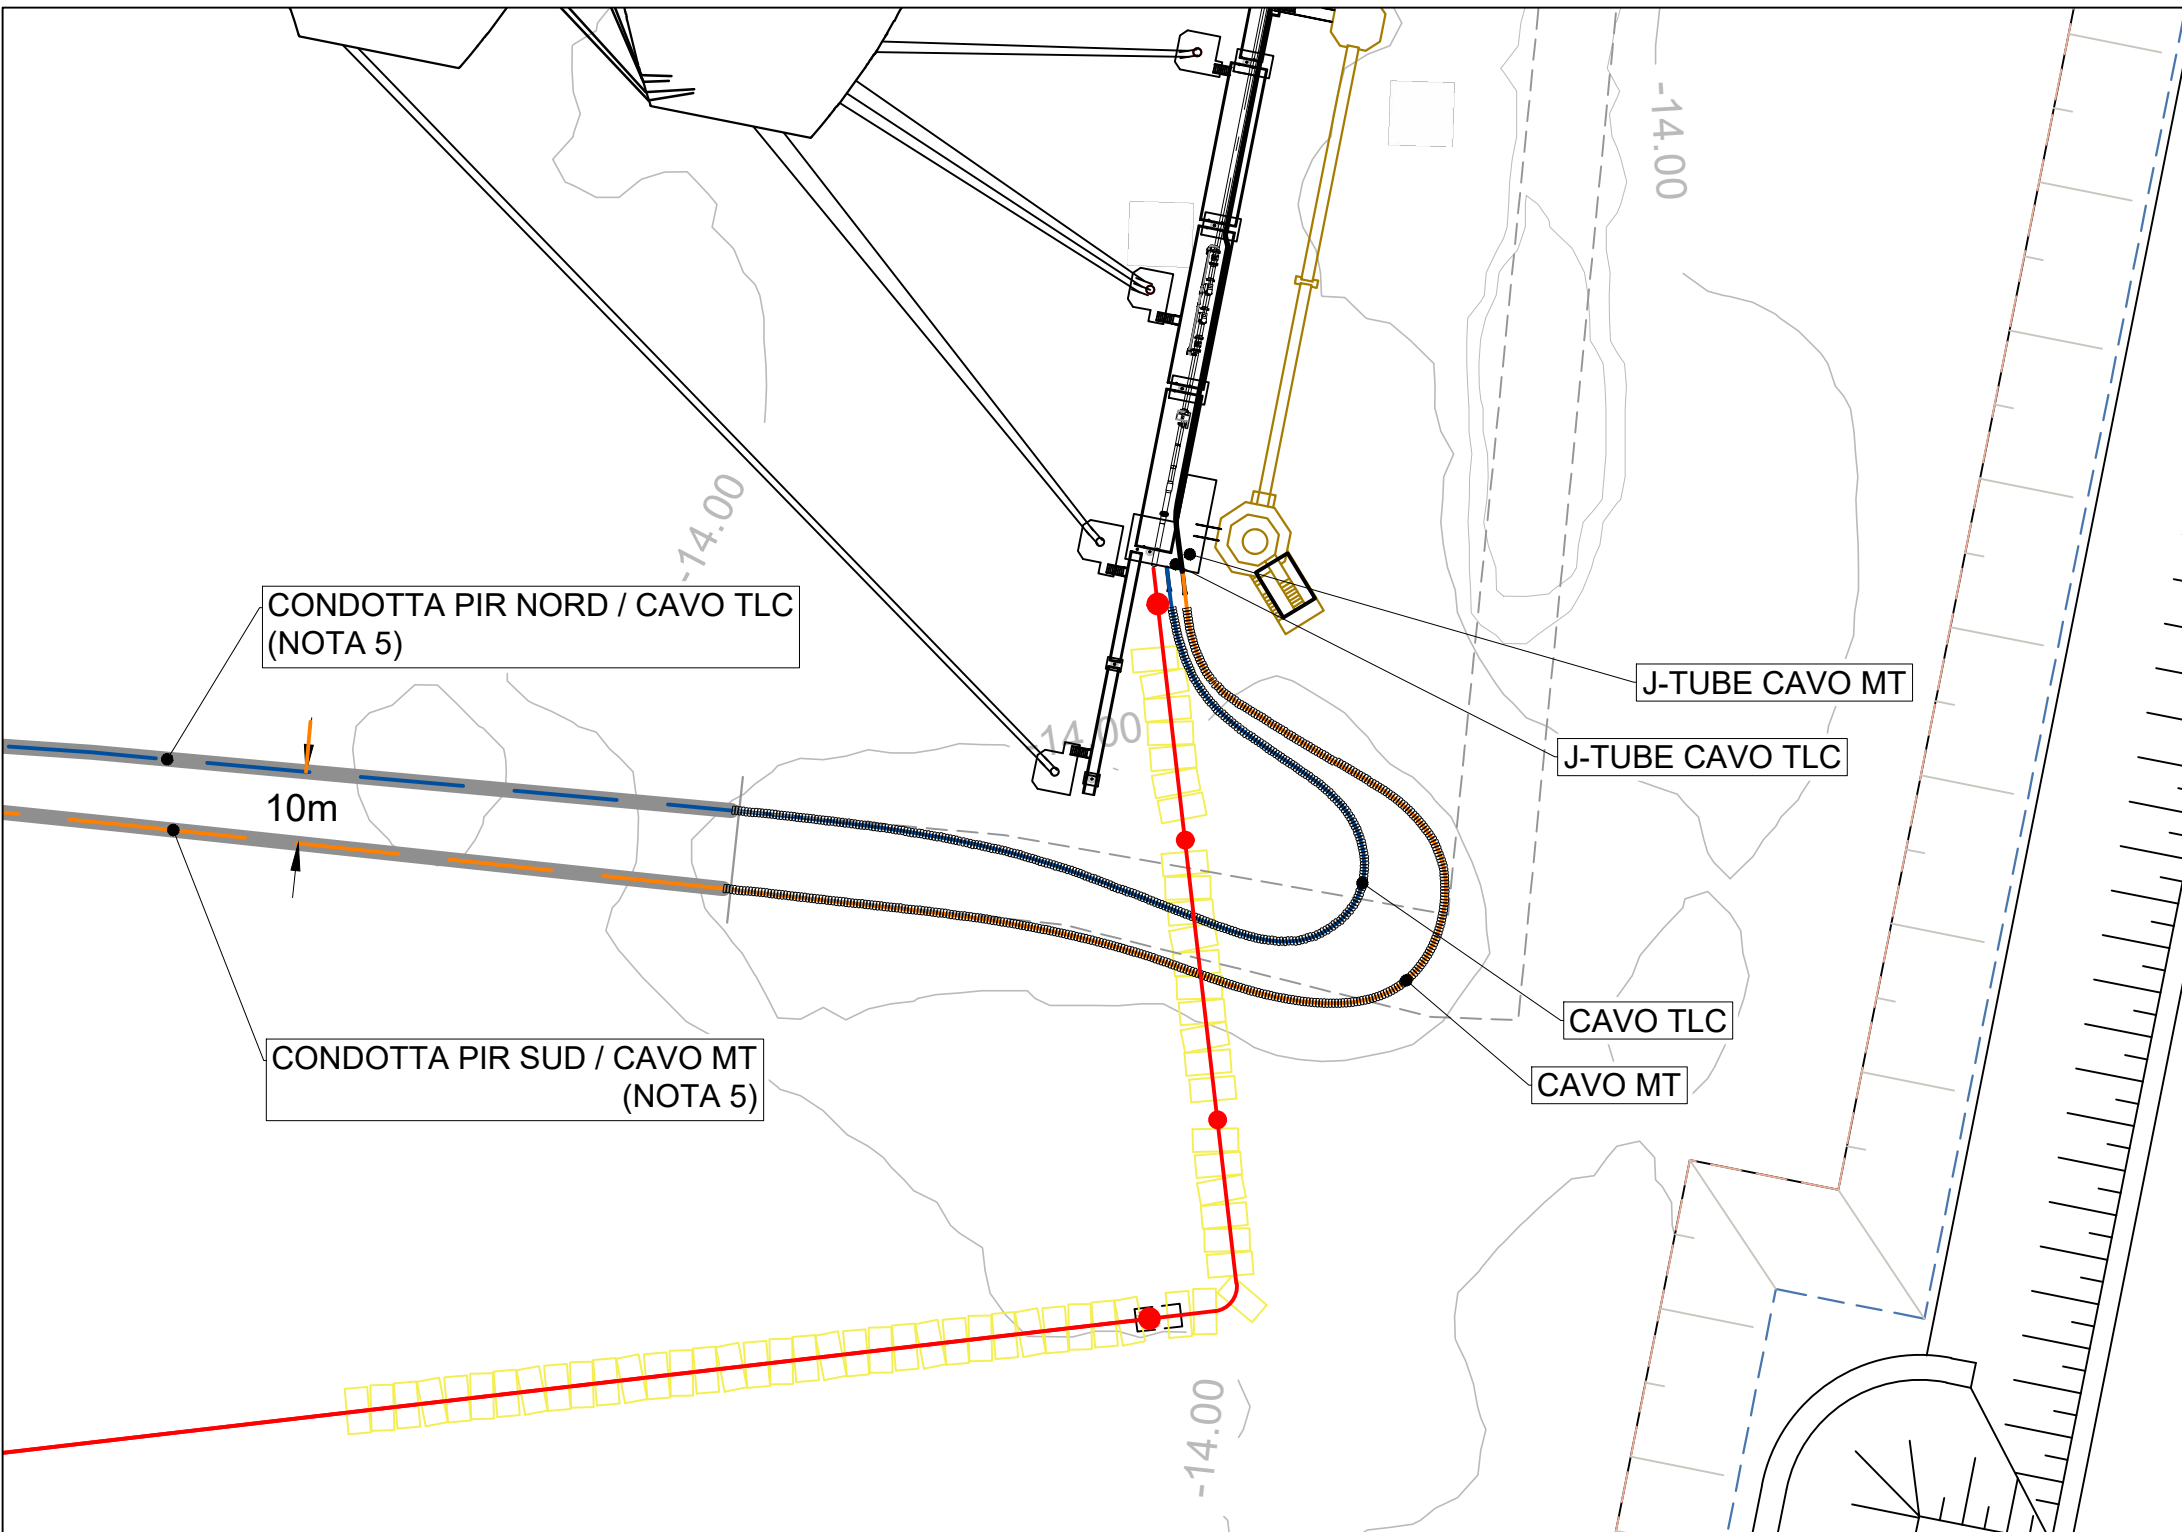 -14.00
-14.00
CONDOTTA PIR NORD / CAVO TLC
(NOTA 5)
J-TUBE CAVO MT
-14.00
J-TUBE CAVO TLC
10m
CAVO TLC
CONDOTTA PIR SUD / CAVO MT
(NOTA 5)
CAVO MT
-14.00